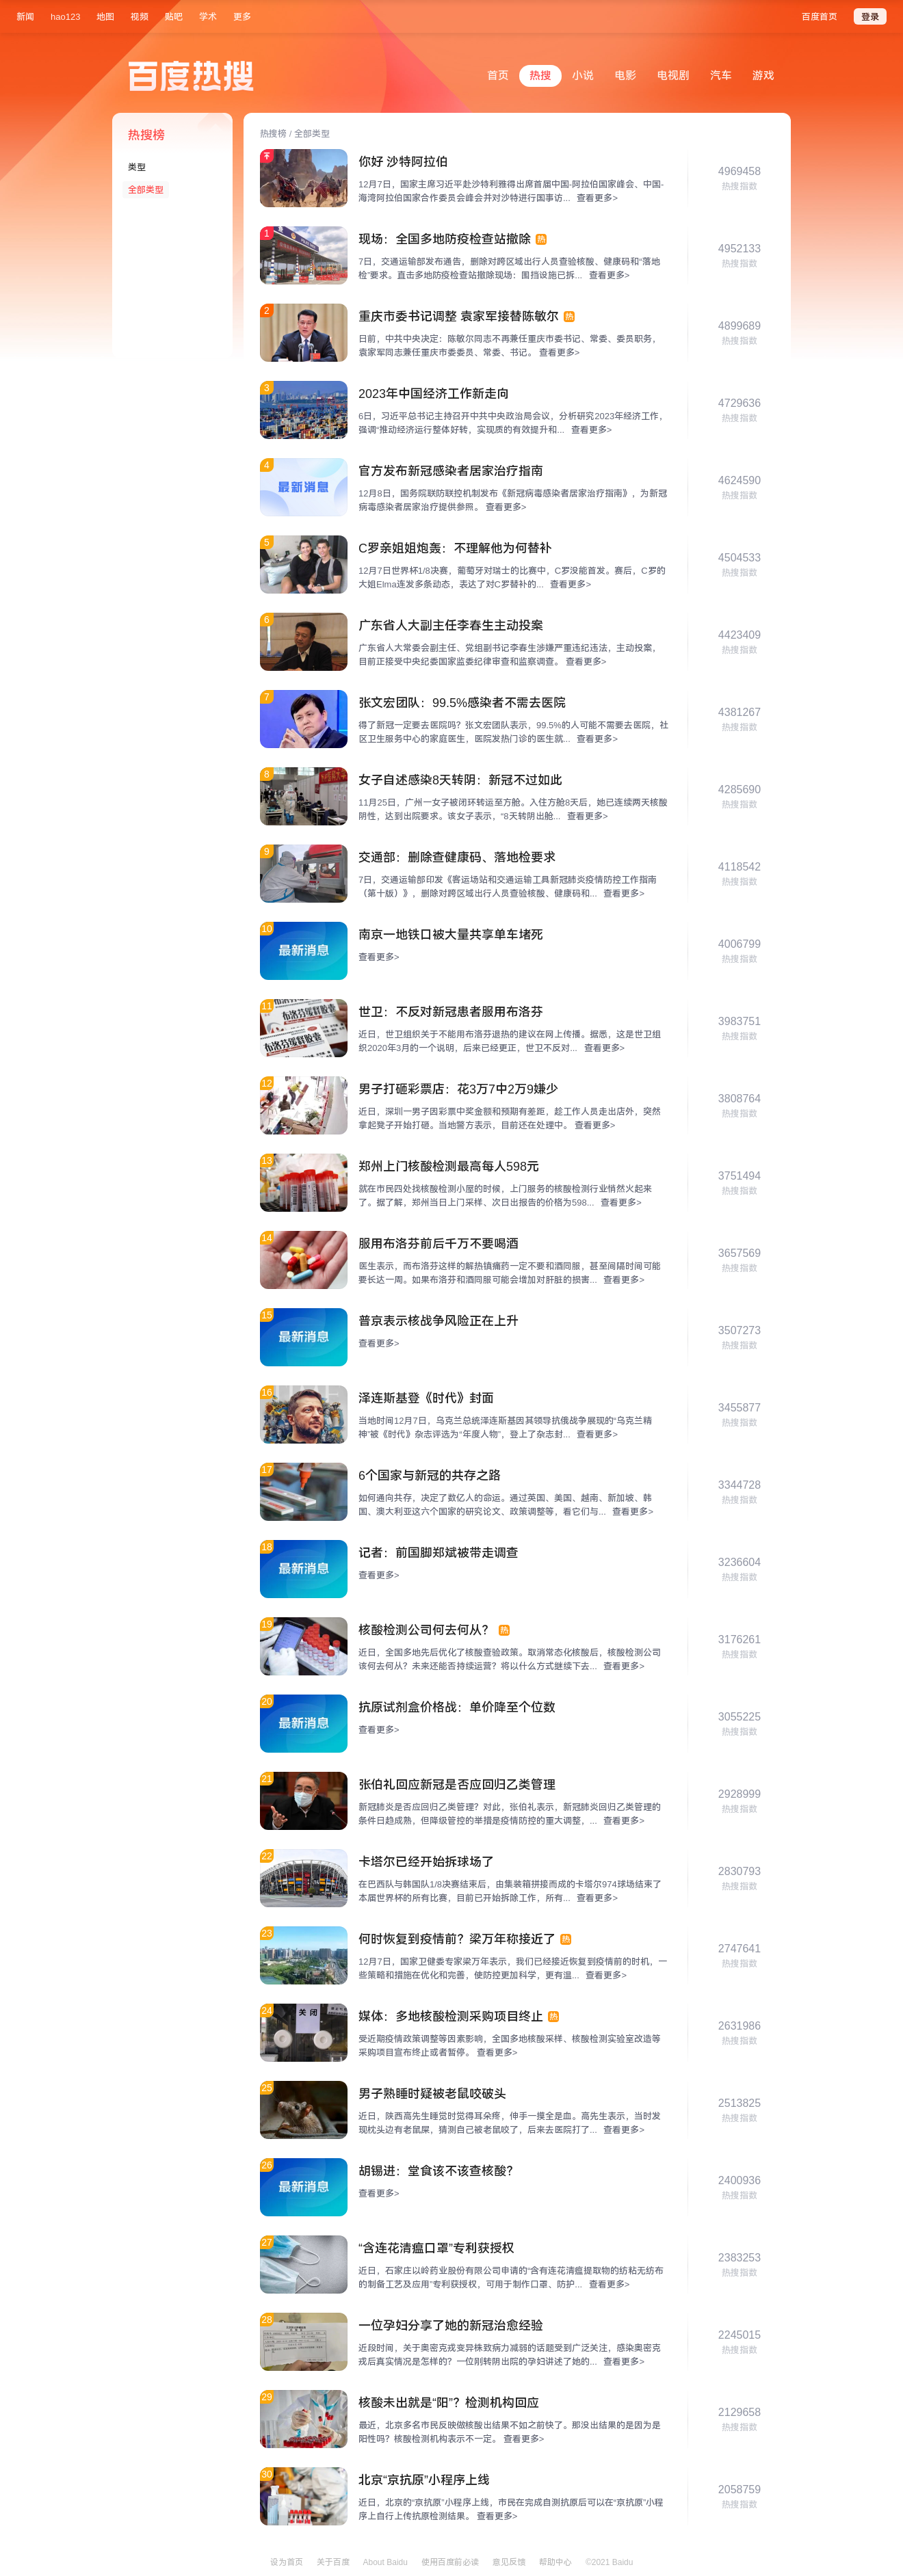 新闻 hao123 地图 视频 贴吧 学术 更多 百度首页 登录
百度热搜
首页 热搜 小说 电影 电视剧 汽车 游戏
热搜榜
类型
全部类型
热搜榜 / 全部类型
你好 沙特阿拉伯
12月7日，国家主席习近平赴沙特利雅得出席首届中国-阿拉伯国家峰会、中国-
海湾阿拉伯国家合作委员会峰会并对沙特进行国事访... 查看更多>
4969458
热搜指数
1
现场：全国多地防疫检查站撤除 热
7日，交通运输部发布通告，删除对跨区域出行人员查验核酸、健康码和“落地
检”要求。直击多地防疫检查站撤除现场：围挡设施已拆... 查看更多>
4952133
热搜指数
2
重庆市委书记调整 袁家军接替陈敏尔 热
日前，中共中央决定：陈敏尔同志不再兼任重庆市委书记、常委、委员职务，
袁家军同志兼任重庆市委委员、常委、书记。 查看更多>
4899689
热搜指数
3
2023年中国经济工作新走向
6日，习近平总书记主持召开中共中央政治局会议，分析研究2023年经济工作，
强调“推动经济运行整体好转，实现质的有效提升和... 查看更多>
4729636
热搜指数
4
最新消息
官方发布新冠感染者居家治疗指南
12月8日，国务院联防联控机制发布《新冠病毒感染者居家治疗指南》，为新冠
病毒感染者居家治疗提供参照。 查看更多>
4624590
热搜指数
5
C罗亲姐姐炮轰：不理解他为何替补
12月7日世界杯1/8决赛，葡萄牙对瑞士的比赛中，C罗没能首发。赛后，C罗的
大姐Elma连发多条动态，表达了对C罗替补的... 查看更多>
4504533
热搜指数
6
广东省人大副主任李春生主动投案
广东省人大常委会副主任、党组副书记李春生涉嫌严重违纪违法，主动投案，
目前正接受中央纪委国家监委纪律审查和监察调查。 查看更多>
4423409
热搜指数
7
张文宏团队：99.5%感染者不需去医院
得了新冠一定要去医院吗？张文宏团队表示，99.5%的人可能不需要去医院，社
区卫生服务中心的家庭医生，医院发热门诊的医生就... 查看更多>
4381267
热搜指数
8
女子自述感染8天转阴：新冠不过如此
11月25日，广州一女子被闭环转运至方舱。入住方舱8天后，她已连续两天核酸
阴性，达到出院要求。该女子表示，“8天转阴出舱... 查看更多>
4285690
热搜指数
9
交通部：删除查健康码、落地检要求
7日，交通运输部印发《客运场站和交通运输工具新冠肺炎疫情防控工作指南
（第十版）》，删除对跨区域出行人员查验核酸、健康码和... 查看更多>
4118542
热搜指数
10
最新消息
南京一地铁口被大量共享单车堵死
查看更多>
4006799
热搜指数
11
世卫：不反对新冠患者服用布洛芬
近日，世卫组织关于不能用布洛芬退热的建议在网上传播。据悉，这是世卫组
织2020年3月的一个说明，后来已经更正，世卫不反对... 查看更多>
3983751
热搜指数
12
男子打砸彩票店：花3万7中2万9嫌少
近日，深圳一男子因彩票中奖金额和预期有差距，趁工作人员走出店外，突然
拿起凳子开始打砸。当地警方表示，目前还在处理中。 查看更多>
3808764
热搜指数
13
郑州上门核酸检测最高每人598元
就在市民四处找核酸检测小屋的时候，上门服务的核酸检测行业悄然火起来
了。据了解，郑州当日上门采样、次日出报告的价格为598... 查看更多>
3751494
热搜指数
14
服用布洛芬前后千万不要喝酒
医生表示，而布洛芬这样的解热镇痛药一定不要和酒同服，甚至间隔时间可能
要长达一周。如果布洛芬和酒同服可能会增加对肝脏的损害... 查看更多>
3657569
热搜指数
15
最新消息
普京表示核战争风险正在上升
查看更多>
3507273
热搜指数
16
泽连斯基登《时代》封面
当地时间12月7日，乌克兰总统泽连斯基因其领导抗俄战争展现的“乌克兰精
神”被《时代》杂志评选为“年度人物”，登上了杂志封... 查看更多>
3455877
热搜指数
17
6个国家与新冠的共存之路
如何通向共存，决定了数亿人的命运。通过英国、美国、越南、新加坡、韩
国、澳大利亚这六个国家的研究论文、政策调整等，看它们与... 查看更多>
3344728
热搜指数
18
最新消息
记者：前国脚郑斌被带走调查
查看更多>
3236604
热搜指数
19
核酸检测公司何去何从？ 热
近日，全国多地先后优化了核酸查验政策。取消常态化核酸后，核酸检测公司
该何去何从？未来还能否持续运营？将以什么方式继续下去... 查看更多>
3176261
热搜指数
20
最新消息
抗原试剂盒价格战：单价降至个位数
查看更多>
3055225
热搜指数
21
张伯礼回应新冠是否应回归乙类管理
新冠肺炎是否应回归乙类管理？对此，张伯礼表示，新冠肺炎回归乙类管理的
条件日趋成熟，但降级管控的举措是疫情防控的重大调整，... 查看更多>
2928999
热搜指数
22
卡塔尔已经开始拆球场了
在巴西队与韩国队1/8决赛结束后，由集装箱拼接而成的卡塔尔974球场结束了
本届世界杯的所有比赛，目前已开始拆除工作，所有... 查看更多>
2830793
热搜指数
23
何时恢复到疫情前？梁万年称接近了 热
12月7日，国家卫健委专家梁万年表示，我们已经接近恢复到疫情前的时机，一
些策略和措施在优化和完善，使防控更加科学，更有温... 查看更多>
2747641
热搜指数
24
关闭
媒体：多地核酸检测采购项目终止 热
受近期疫情政策调整等因素影响，全国多地核酸采样、核酸检测实验室改造等
采购项目宣布终止或者暂停。 查看更多>
2631986
热搜指数
25
男子熟睡时疑被老鼠咬破头
近日，陕西高先生睡觉时觉得耳朵疼，伸手一摸全是血。高先生表示，当时发
现枕头边有老鼠屎，猜测自己被老鼠咬了，后来去医院打了... 查看更多>
2513825
热搜指数
26
最新消息
胡锡进：堂食该不该查核酸？
查看更多>
2400936
热搜指数
27
“含连花清瘟口罩”专利获授权
近日，石家庄以岭药业股份有限公司申请的“含有连花清瘟提取物的纺粘无纺布
的制备工艺及应用”专利获授权，可用于制作口罩、防护... 查看更多>
2383253
热搜指数
28
一位孕妇分享了她的新冠治愈经验
近段时间，关于奥密克戎变异株致病力减弱的话题受到广泛关注，感染奥密克
戎后真实情况是怎样的？一位刚转阴出院的孕妇讲述了她的... 查看更多>
2245015
热搜指数
29
核酸未出就是“阳”？检测机构回应
最近，北京多名市民反映做核酸出结果不如之前快了。那没出结果的是因为是
阳性吗？核酸检测机构表示不一定。 查看更多>
2129658
热搜指数
30
北京“京抗原”小程序上线
近日，北京的“京抗原”小程序上线，市民在完成自测抗原后可以在“京抗原”小程
序上自行上传抗原检测结果。 查看更多>
2058759
热搜指数
设为首页 关于百度 About Baidu 使用百度前必读 意见反馈 帮助中心 ©2021 Baidu